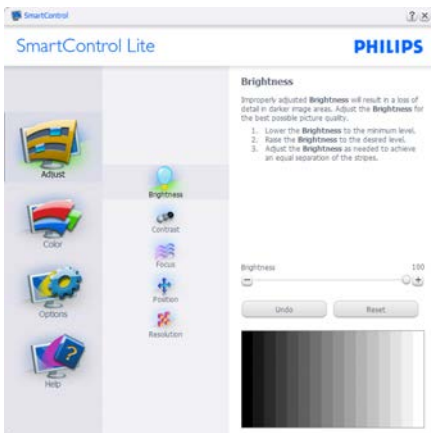 SmartControl
SmartControl Lite
PHILIPS
Adjust
Color
Options
Help
Brightness
Contrast
Focus
Position
Resolution
Brightness
Improperly adjusted Brightness will result in a loss of
detail in darker image areas. Adjust the Brightness for
the best possible picture quality.
1. Lower the Brightness to the minimum level.
2. Raise the Brightness to the desired level.
3. Adjust the Brightness as needed to achieve
an equal separation of the stripes.
Brightness 100
Undo Reset